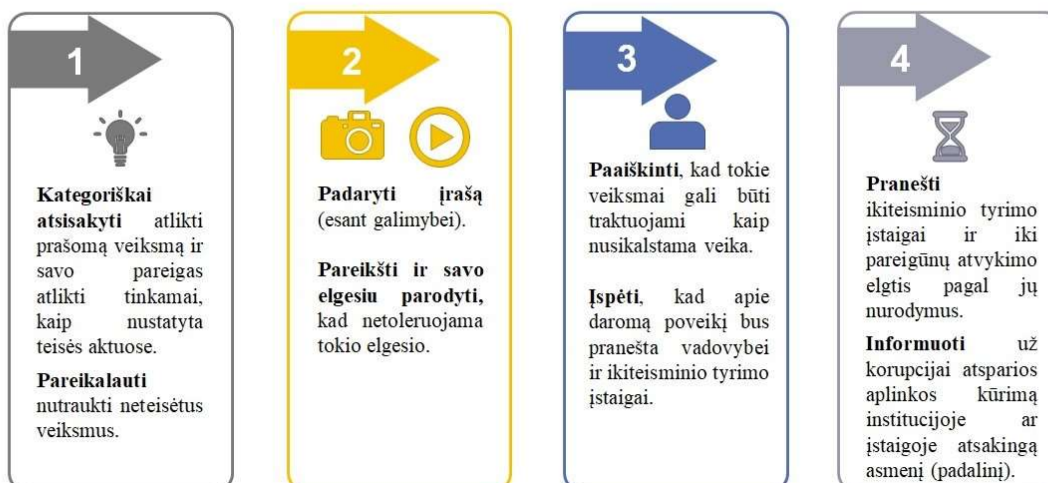 1
Kategoriškai
atsisakyti atlikti
prašomą veiksmą ir
savo pareigas
atlikti tinkamai,
kaip nustatyta
teisės aktuose.
Pareikalauti
nutraukti neteisėtus
veiksmus.
2
Padaryti įrašą
(esant galimybei).
Pareikšti ir savo
elgesiu parodyti,
kad netoleruojama
tokio elgesio.
3
Paaiškinti, kad tokie
veiksmai gali būti
traktuojami kaip
nusikalstama veika.
Įspėti, kad apie
daromą poveikį bus
pranešta vadovybei
ir ikiteisminio tyrimo
įstaigai.
4
Pranešti
ikiteisminio tyrimo
įstaigai ir iki
pareigūnų atvykimo
elgtis pagal jų
nurodymus.
Informuoti už
korupcijai atsparios
aplinkos kūrimą
institucijoje ar
įstaigoje atsakingą
asmenį (padalinį).